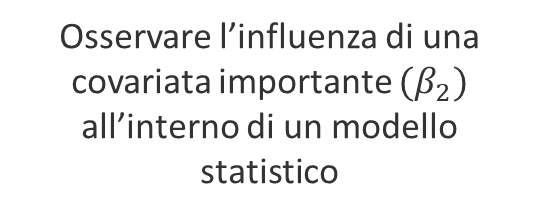 Osservare l’influenza di una
covariata importante (𝛽₂)
all’interno di un modello
statistico